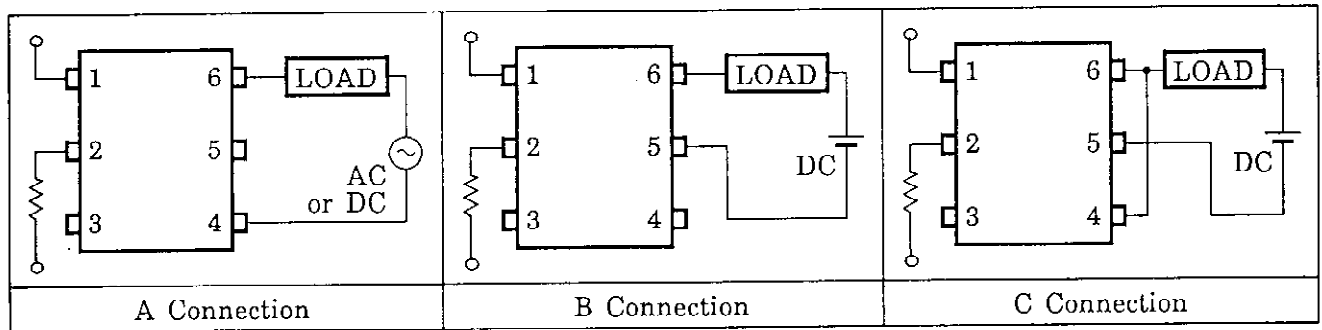 1 6 LOAD
2 5
AC
or DC
3 4
A Connection
1 6 LOAD
2 5 DC
3 4
B Connection
1 6 LOAD
2 5 DC
3 4
C Connection